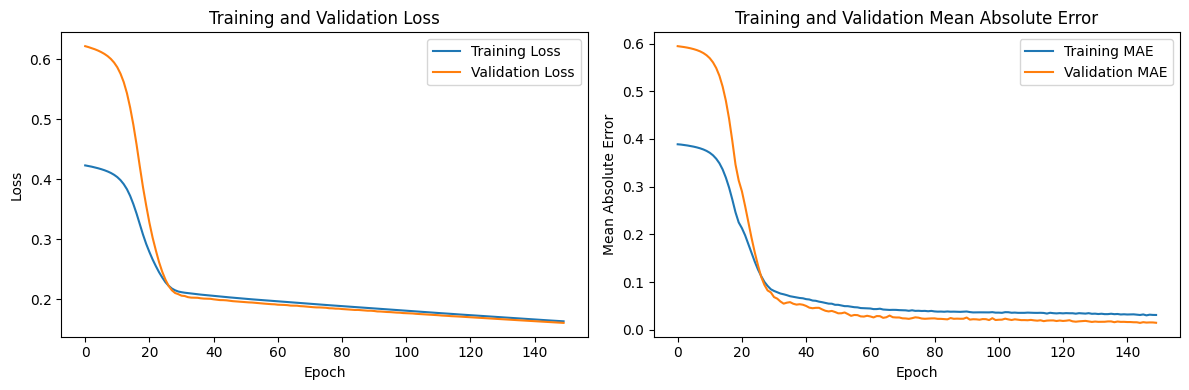 Training and Validation Loss
Loss
0.6
0.5
0.4
0.3
0.2
Training Loss
Validation Loss
0 20 40 60 80 100 120 140
Epoch
Training and Validation Mean Absolute Error
Mean Absolute Error
0.6
0.5
0.4
0.3
0.2
0.1
0.0
Training MAE
Validation MAE
0 20 40 60 80 100 120 140
Epoch